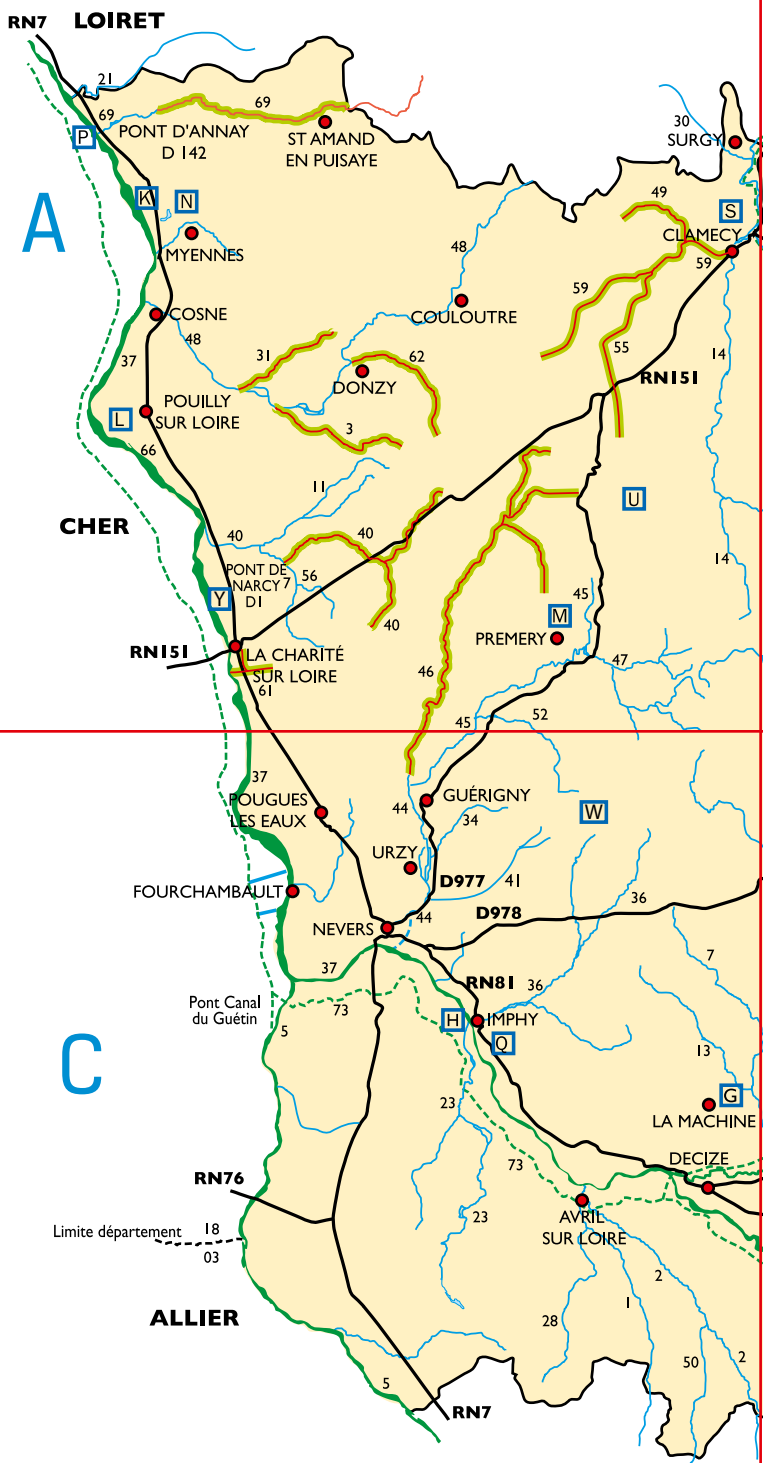 RN7
LOIRET
21
69
69
P
PONT D'ANNAY
D 142
ST AMAND
EN PUISAYE
30
SURGY
A
K
N
MYENNES
49
S
CLAMECY
59
48
59
COULOUTRE
COSNE
48
37
31
62
DONZY
55
RN151
14
L
POUILLY
SUR LOIRE
66
3
11
U
CHER
40
40
14
PONT DE
NARCY
D1
7
56
Y
40
45
M
PREMERY
RN151
LA CHARITÉ
SUR LOIRE
61
46
47
45
52
37
POUGUES
LES EAUX
44
GUÉRIGNY
34
W
URZY
D977
41
FOURCHAMBAULT
36
NEVERS
44
D978
37
7
RN81
36
Pont Canal
du Guétin
73
5
H
IMPHY
Q
C
13
G
LA MACHINE
23
73
DECIZE
RN76
23
AVRIL
SUR LOIRE
Limite département
18
03
2
ALLIER
28
1
50
2
5
RN7